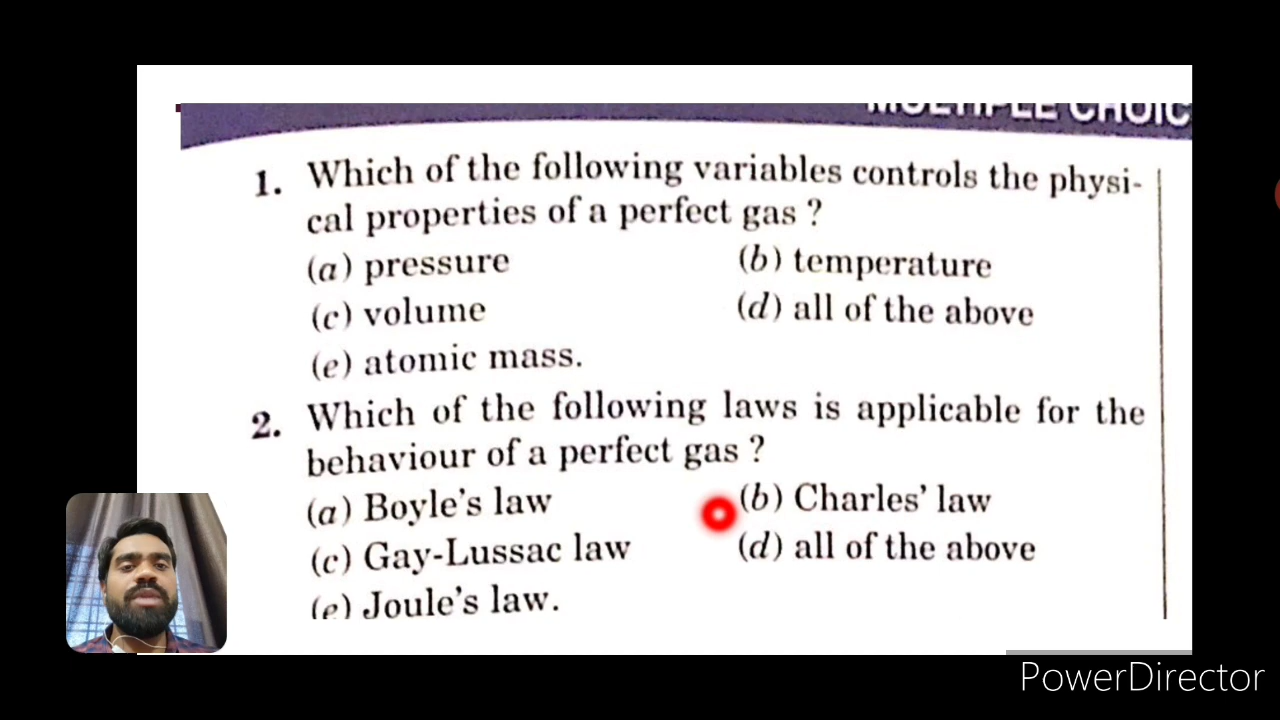 MULTIPLE CHOIC
1. Which of the following variables controls the physi-
cal properties of a perfect gas ?
(a) pressure (b) temperature
(c) volume (d) all of the above
(e) atomic mass.
2. Which of the following laws is applicable for the
behaviour of a perfect gas ?
(a) Boyle's law (b) Charles' law
(c) Gay-Lussac law (d) all of the above
(e) Joule's law.
PowerDirector